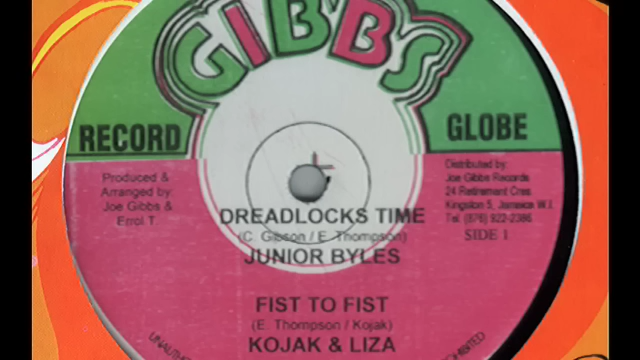 GIBBS
RECORD
GLOBE
Produced &
Arranged by:
Joe Gibbs &
Errol T.
Distributed by:
Joe Gibbs Records
24 Retirement Cres
Kingston 5, Jamaica W.I.
Tel. (876) 922-2386
SIDE 1
DREADLOCKS TIME
(C. Gibson / E. Thompson)
JUNIOR BYLES
FIST TO FIST
(E. Thompson / Kojak)
KOJAK & LIZA